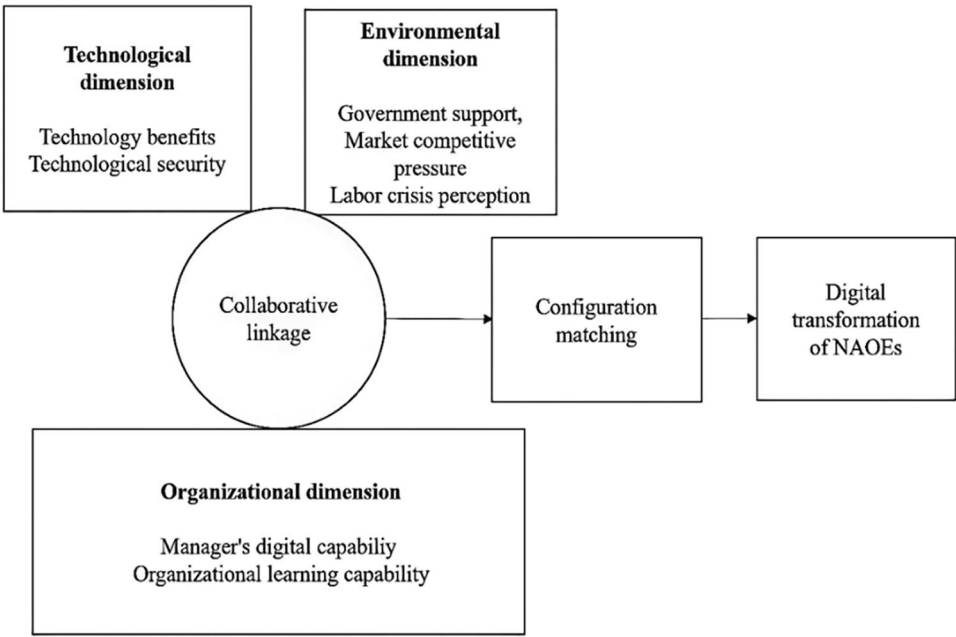 Technological
dimension
Technology benefits
Technological security
Environmental
dimension
Government support,
Market competitive
pressure
Labor crisis perception
Collaborative
linkage
Configuration
matching
Digital
transformation
of NAOEs
Organizational dimension
Manager's digital capabiliy
Organizational learning capability